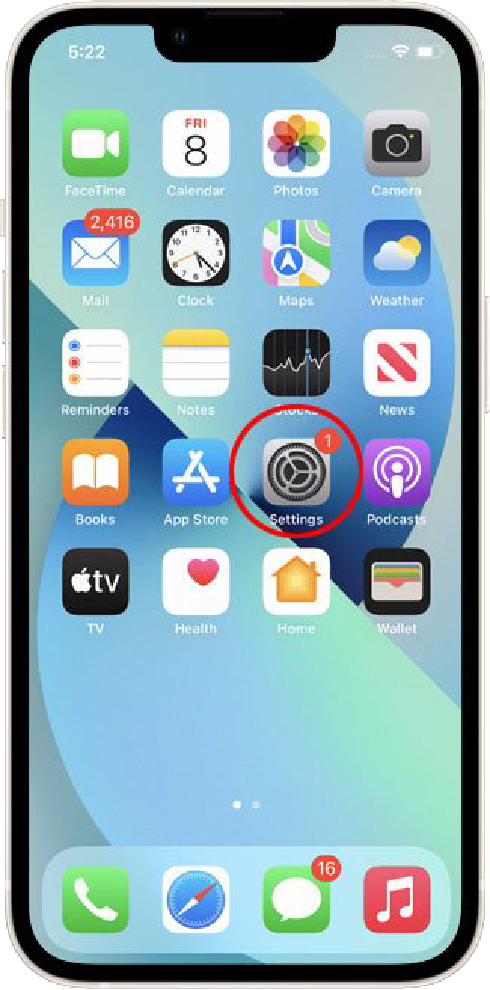 5:22
FRI
8
FaceTime
Calendar
Photos
Camera
2,416
Mail
Clock
Maps
Weather
Reminders
Notes
Stocks
News
1
Books
App Store
Settings
Podcasts
tv
TV
Health
Home
Wallet
16